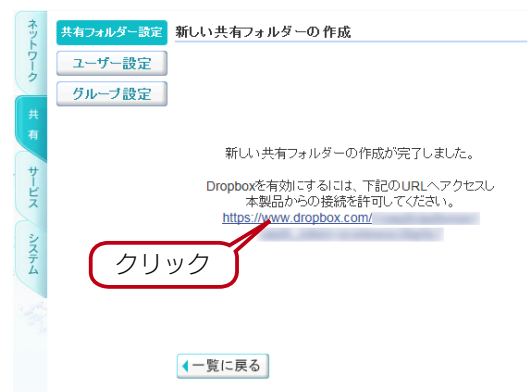 ネットワーク
共有
サービス
システム
共有フォルダー設定
ユーザー設定
グループ設定
新しい共有フォルダーの作成
新しい共有フォルダーの作成が完了しました。
Dropboxを有効にするには、下記のURLへアクセスし
本製品からの接続を許可してください。
https://www.dropbox.com/
クリック
一覧に戻る